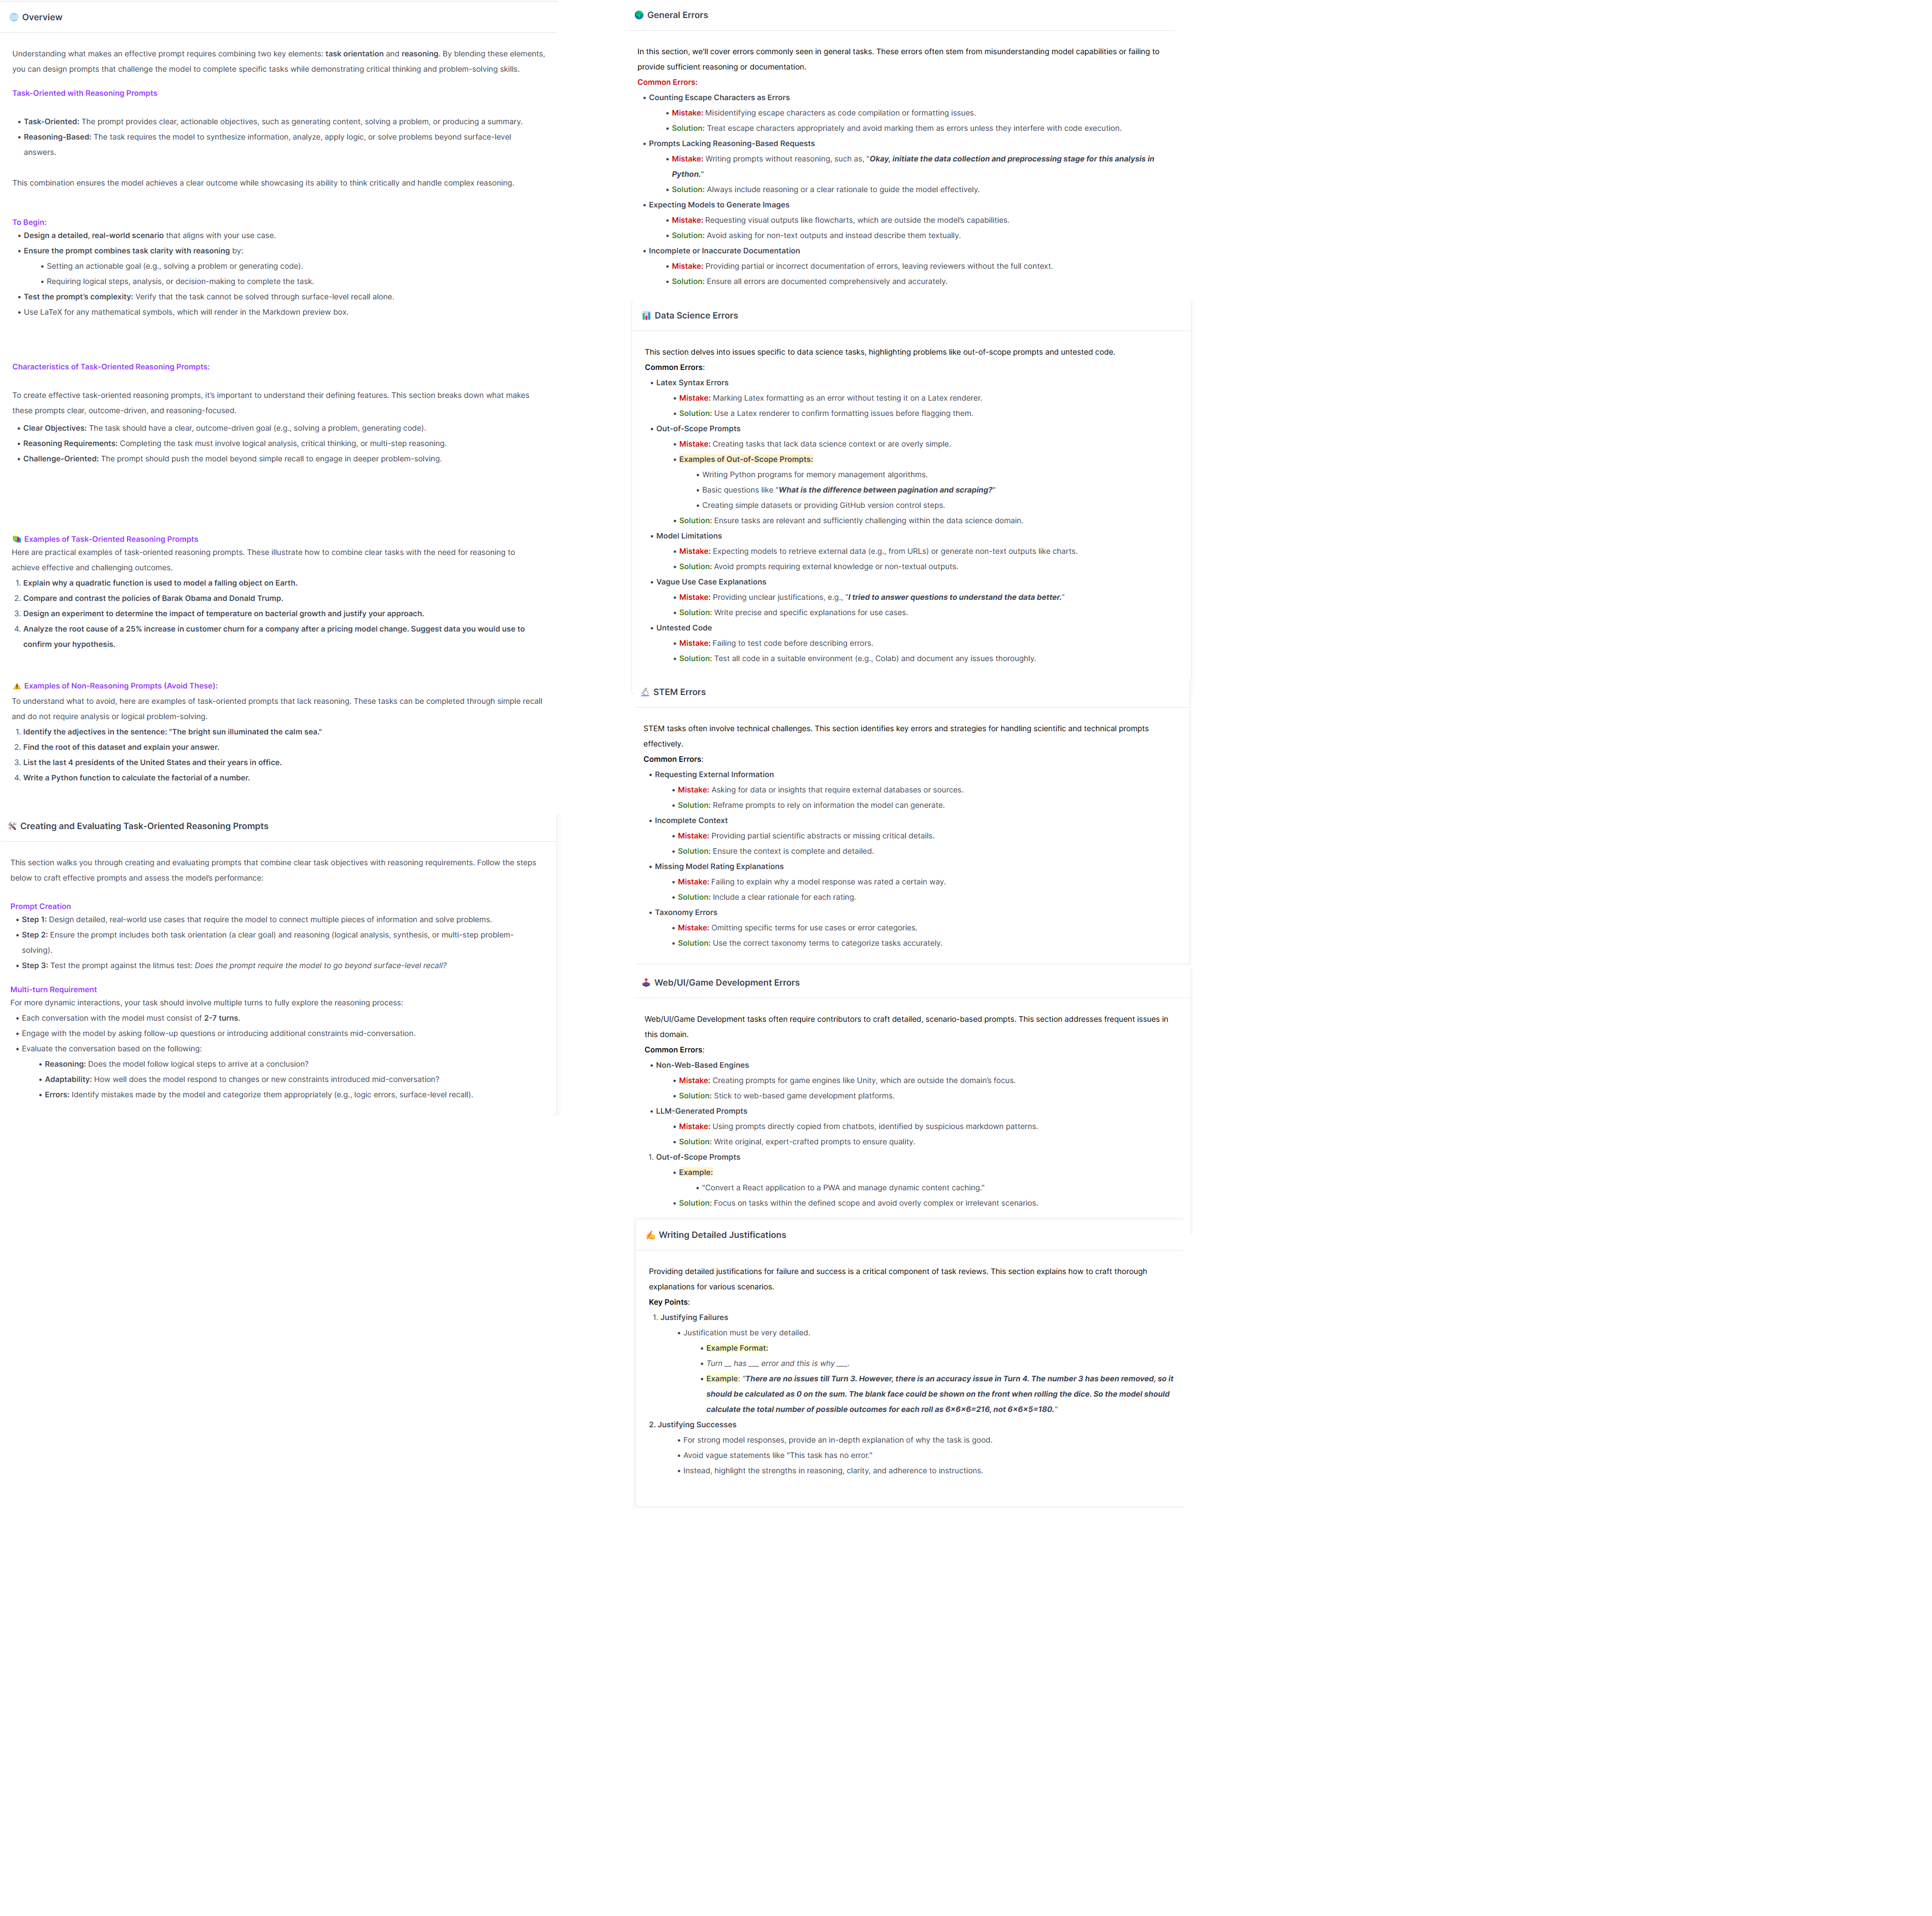 Overview
Understanding what makes an effective prompt requires combining two key elements: task orientation and reasoning. By blending these elements,
you can design prompts that challenge the model to complete specific tasks while demonstrating critical thinking and problem-solving skills.
Task-Oriented with Reasoning Prompts
• Task-Oriented: The prompt provides clear, actionable objectives, such as generating content, solving a problem, or producing a summary.
• Reasoning-Based: The task requires the model to synthesize information, analyze, apply logic, or solve problems beyond surface-level
answers.
This combination ensures the model achieves a clear outcome while showcasing its ability to think critically and handle complex reasoning.
To Begin:
• Design a detailed, real-world scenario that aligns with your use case.
• Ensure the prompt combines task clarity with reasoning by:
• Setting an actionable goal (e.g., solving a problem or generating code).
• Requiring logical steps, analysis, or decision-making to complete the task.
• Test the prompt's complexity: Verify that the task cannot be solved through surface-level recall alone.
• Use LaTeX for any mathematical symbols, which will render in the Markdown preview box.
Characteristics of Task-Oriented Reasoning Prompts:
To create effective task-oriented reasoning prompts, it's important to understand their defining features. This section breaks down what makes
these prompts clear, outcome-driven, and reasoning-focused.
• Clear Objectives: The task should have a clear, outcome-driven goal (e.g., solving a problem, generating code).
• Reasoning Requirements: Completing the task must involve logical analysis, critical thinking, or multi-step reasoning.
• Challenge-Oriented: The prompt should push the model beyond simple recall to engage in deeper problem-solving.
Examples of Task-Oriented Reasoning Prompts
Here are practical examples of task-oriented reasoning prompts. These illustrate how to combine clear tasks with the need for reasoning to
achieve effective and challenging outcomes.
1. Explain why a quadratic function is used to model a falling object on Earth.
2. Compare and contrast the policies of Barak Obama and Donald Trump.
3. Design an experiment to determine the impact of temperature on bacterial growth and justify your approach.
4. Analyze the root cause of a 25% increase in customer churn for a company after a pricing model change. Suggest data you would use to
confirm your hypothesis.
Examples of Non-Reasoning Prompts (Avoid These):
To understand what to avoid, here are examples of task-oriented prompts that lack reasoning. These tasks can be completed through simple recall
and do not require analysis or logical problem-solving.
1. Identify the adjectives in the sentence: "The bright sun illuminated the calm sea."
2. Find the root of this dataset and explain your answer.
3. List the last 4 presidents of the United States and their years in office.
4. Write a Python function to calculate the factorial of a number.
Creating and Evaluating Task-Oriented Reasoning Prompts
This section walks you through creating and evaluating prompts that combine clear task objectives with reasoning requirements. Follow the steps
below to craft effective prompts and assess the model's performance:
Prompt Creation
• Step 1: Design detailed, real-world use cases that require the model to connect multiple pieces of information and solve problems.
• Step 2: Ensure the prompt includes both task orientation (a clear goal) and reasoning (logical analysis, synthesis, or multi-step problem-
solving).
• Step 3: Test the prompt against the litmus test: Does the prompt require the model to go beyond surface-level recall?
Multi-turn Requirement
For more dynamic interactions, your task should involve multiple turns to fully explore the reasoning process:
• Each conversation with the model must consist of 2-7 turns.
• Engage with the model by asking follow-up questions or introducing additional constraints mid-conversation.
• Evaluate the conversation based on the following:
• Reasoning: Does the model follow logical steps to arrive at a conclusion?
• Adaptability: How well does the model respond to changes or new constraints introduced mid-conversation?
• Errors: Identify mistakes made by the model and categorize them appropriately (e.g., logic errors, surface-level recall).
General Errors
In this section, we'll cover errors commonly seen in general tasks. These errors often stem from misunderstanding model capabilities or failing to
provide sufficient reasoning or documentation.
Common Errors:
• Counting Escape Characters as Errors
• Mistake: Misidentifying escape characters as code compilation or formatting issues.
• Solution: Treat escape characters appropriately and avoid marking them as errors unless they interfere with code execution.
• Prompts Lacking Reasoning-Based Requests
• Mistake: Writing prompts without reasoning, such as, "Okay, initiate the data collection and preprocessing stage for this analysis in
Python."
• Solution: Always include reasoning or a clear rationale to guide the model effectively.
• Expecting Models to Generate Images
• Mistake: Requesting visual outputs like flowcharts, which are outside the model's capabilities.
• Solution: Avoid asking for non-text outputs and instead describe them textually.
• Incomplete or Inaccurate Documentation
• Mistake: Providing partial or incorrect documentation of errors, leaving reviewers without the full context.
• Solution: Ensure all errors are documented comprehensively and accurately.
Data Science Errors
This section delves into issues specific to data science tasks, highlighting problems like out-of-scope prompts and untested code.
Common Errors:
• Latex Syntax Errors
• Mistake: Marking Latex formatting as an error without testing it on a Latex renderer.
• Solution: Use a Latex renderer to confirm formatting issues before flagging them.
• Out-of-Scope Prompts
• Mistake: Creating tasks that lack data science context or are overly simple.
• Examples of Out-of-Scope Prompts:
• Writing Python programs for memory management algorithms.
• Basic questions like "What is the difference between pagination and scraping?"
• Creating simple datasets or providing GitHub version control steps.
• Solution: Ensure tasks are relevant and sufficiently challenging within the data science domain.
• Model Limitations
• Mistake: Expecting models to retrieve external data (e.g., from URLs) or generate non-text outputs like charts.
• Solution: Avoid prompts requiring external knowledge or non-textual outputs.
• Vague Use Case Explanations
• Mistake: Providing unclear justifications, e.g., "I tried to answer questions to understand the data better."
• Solution: Write precise and specific explanations for use cases.
• Untested Code
• Mistake: Failing to test code before describing errors.
• Solution: Test all code in a suitable environment (e.g., Colab) and document any issues thoroughly.
STEM Errors
STEM tasks often involve technical challenges. This section identifies key errors and strategies for handling scientific and technical prompts
effectively.
Common Errors:
• Requesting External Information
• Mistake: Asking for data or insights that require external databases or sources.
• Solution: Reframe prompts to rely on information the model can generate.
• Incomplete Context
• Mistake: Providing partial scientific abstracts or missing critical details.
• Solution: Ensure the context is complete and detailed.
• Missing Model Rating Explanations
• Mistake: Failing to explain why a model response was rated a certain way.
• Solution: Include a clear rationale for each rating.
• Taxonomy Errors
• Mistake: Omitting specific terms for use cases or error categories.
• Solution: Use the correct taxonomy terms to categorize tasks accurately.
Web/UI/Game Development Errors
Web/UI/Game Development tasks often require contributors to craft detailed, scenario-based prompts. This section addresses frequent issues in
this domain.
Common Errors:
• Non-Web-Based Engines
• Mistake: Creating prompts for game engines like Unity, which are outside the domain's focus.
• Solution: Stick to web-based game development platforms.
• LLM-Generated Prompts
• Mistake: Using prompts directly copied from chatbots, identified by suspicious markdown patterns.
• Solution: Write original, expert-crafted prompts to ensure quality.
1. Out-of-Scope Prompts
• Example:
• "Convert a React application to a PWA and manage dynamic content caching."
• Solution: Focus on tasks within the defined scope and avoid overly complex or irrelevant scenarios.
Writing Detailed Justifications
Providing detailed justifications for failure and success is a critical component of task reviews. This section explains how to craft thorough
explanations for various scenarios.
Key Points:
1. Justifying Failures
• Justification must be very detailed.
• Example Format:
• Turn __ has ___ error and this is why ___.
• Example: "There are no issues till Turn 3. However, there is an accuracy issue in Turn 4. The number 3 has been removed, so it
should be calculated as 0 on the sum. The blank face could be shown on the front when rolling the dice. So the model should
calculate the total number of possible outcomes for each roll as 6×6×6=216, not 6×6×5=180."
2. Justifying Successes
• For strong model responses, provide an in-depth explanation of why the task is good.
• Avoid vague statements like "This task has no error."
• Instead, highlight the strengths in reasoning, clarity, and adherence to instructions.